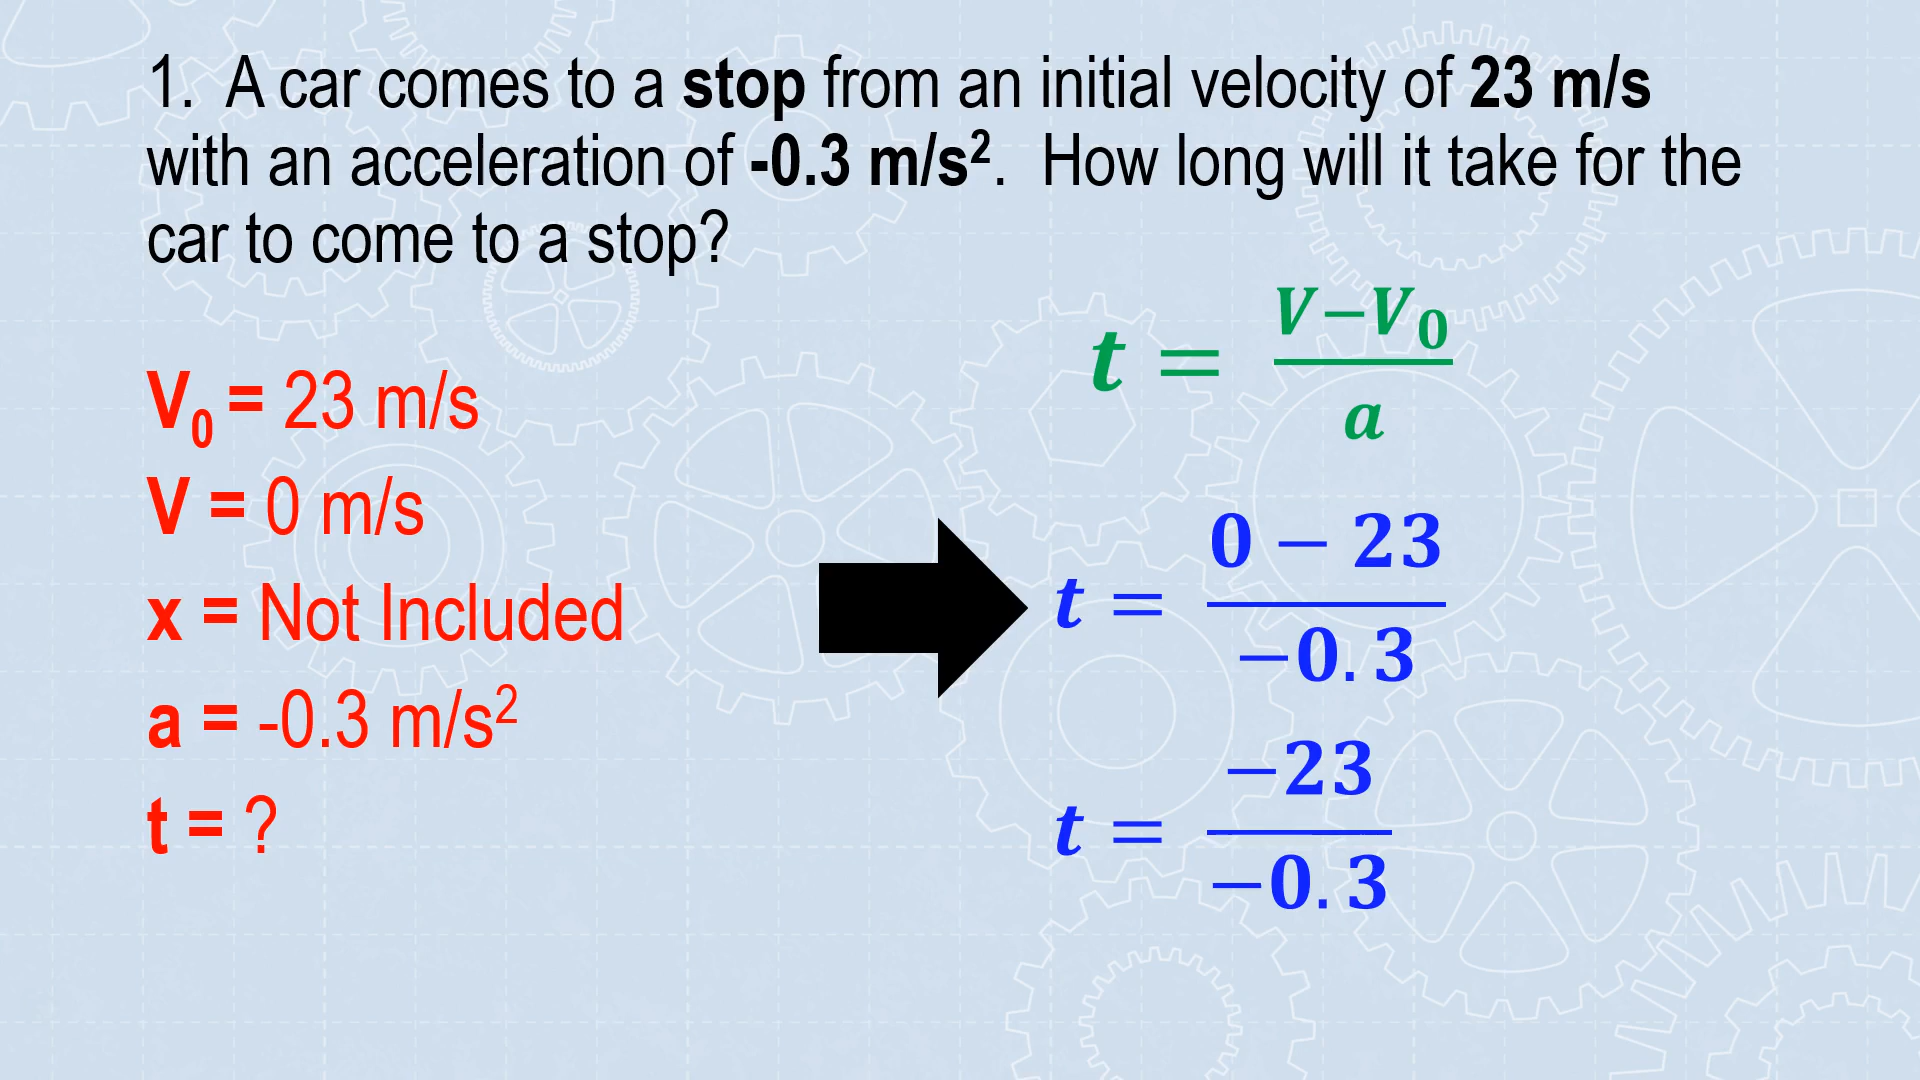 1. A car comes to a stop from an initial velocity of 23 m/s
with an acceleration of -0.3 m/s². How long will it take for the
car to come to a stop?
V₀ = 23 m/s
V = 0 m/s
x = Not Included
a = -0.3 m/s²
t = ?
t = V−V₀ / a
t = 0 − 23 / −0.3
t = −23 / −0.3